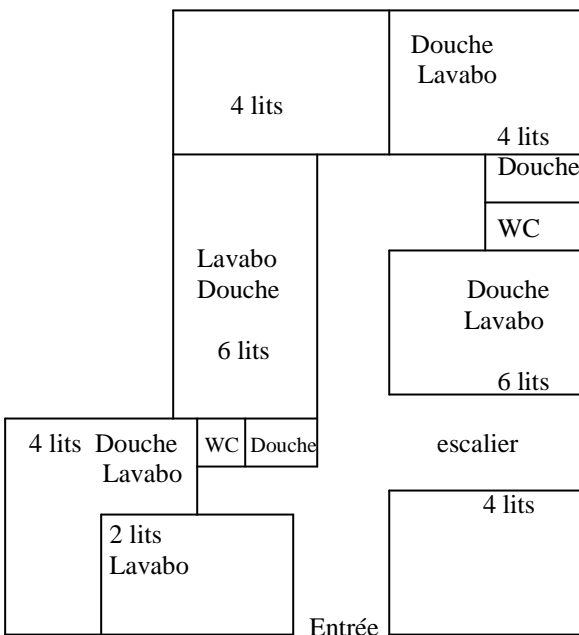 Douche
Lavabo
4 lits
4 lits
Douche
WC
Lavabo
Douche
6 lits
Douche
Lavabo
6 lits
4 lits Douche
Lavabo
WC
Douche
escalier
4 lits
2 lits
Lavabo
Entrée